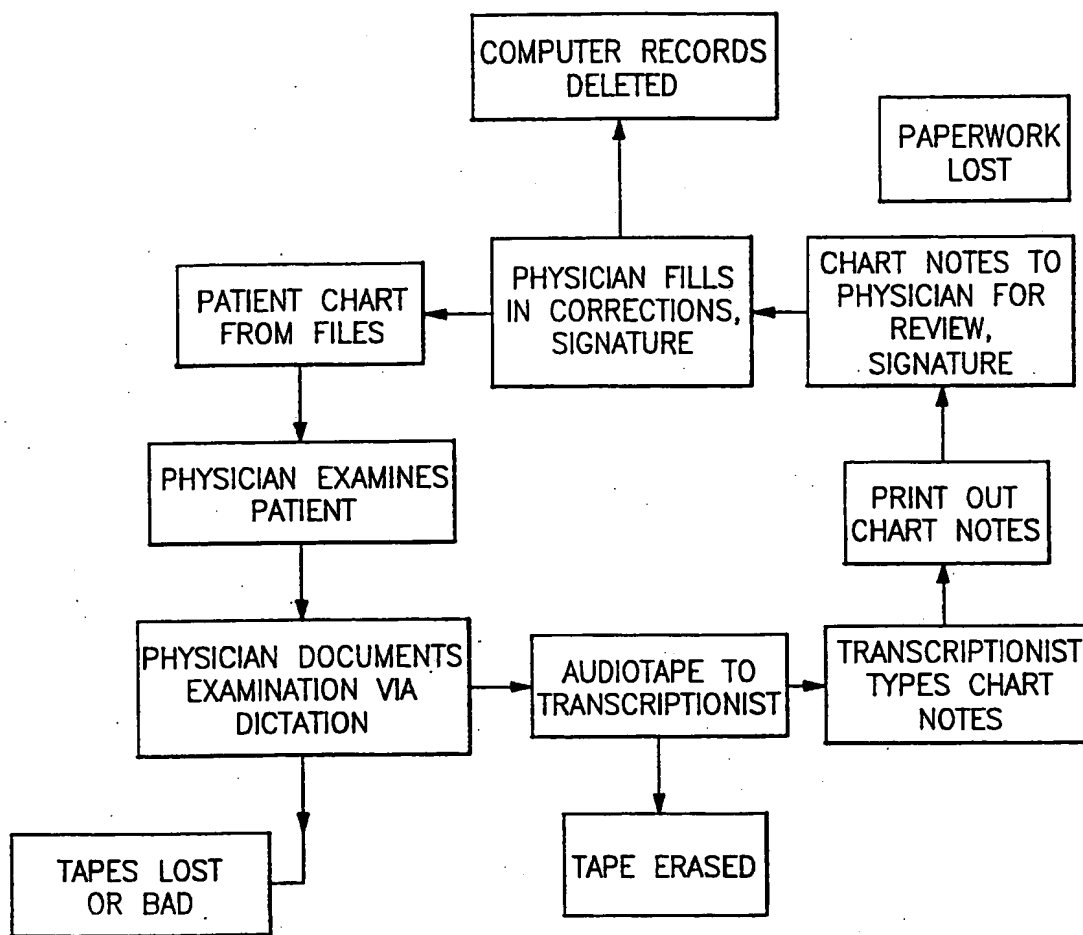 COMPUTER RECORDS
DELETED
PAPERWORK
LOST
PATIENT CHART
FROM FILES
PHYSICIAN FILLS
IN CORRECTIONS,
SIGNATURE
CHART NOTES TO
PHYSICIAN FOR
REVIEW,
SIGNATURE
PHYSICIAN EXAMINES
PATIENT
PRINT OUT
CHART NOTES
PHYSICIAN DOCUMENTS
EXAMINATION VIA
DICTATION
AUDIOTAPE TO
TRANSCRIPTIONIST
TRANSCRIPTIONIST
TYPES CHART
NOTES
TAPES LOST
OR BAD
TAPE ERASED